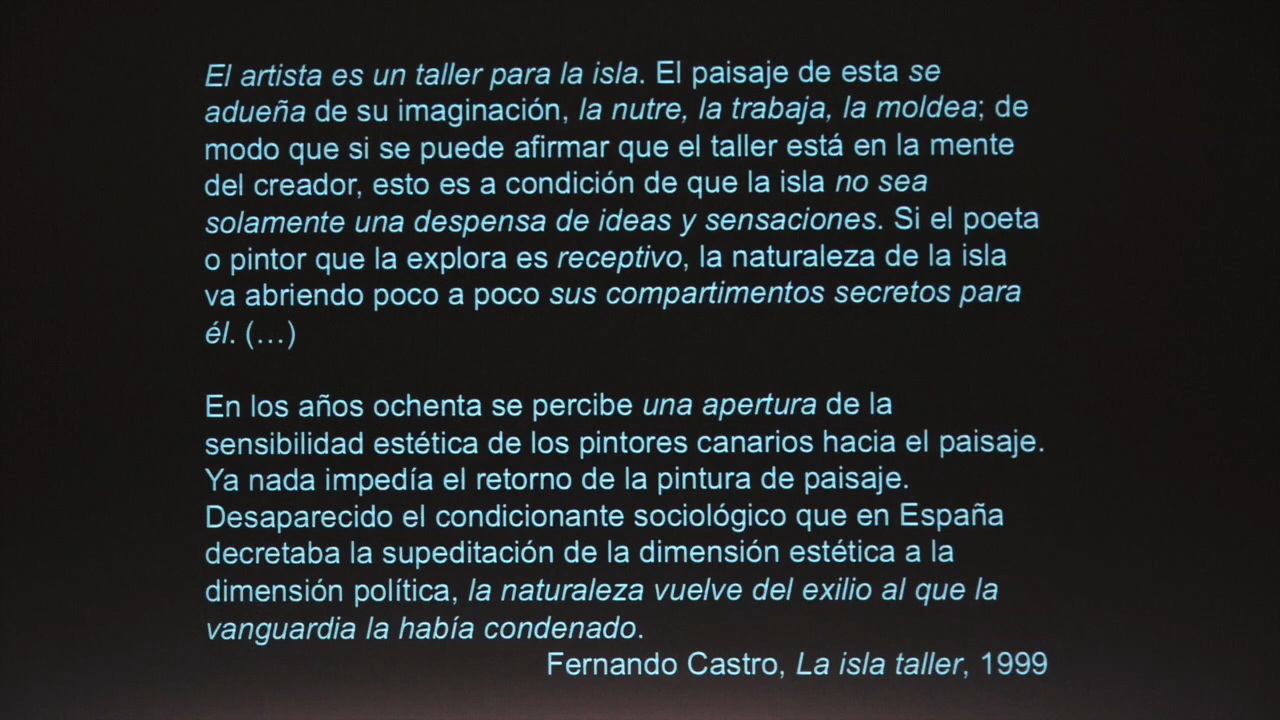 El artista es un taller para la isla. El paisaje de esta se
adueña de su imaginación, la nutre, la trabaja, la moldea; de
modo que si se puede afirmar que el taller está en la mente
del creador, esto es a condición de que la isla no sea
solamente una despensa de ideas y sensaciones. Si el poeta
o pintor que la explora es receptivo, la naturaleza de la isla
va abriendo poco a poco sus compartimentos secretos para
él. (…)
En los años ochenta se percibe una apertura de la
sensibilidad estética de los pintores canarios hacia el paisaje.
Ya nada impedía el retorno de la pintura de paisaje.
Desaparecido el condicionante sociológico que en España
decretaba la supeditación de la dimensión estética a la
dimensión política, la naturaleza vuelve del exilio al que la
vanguardia la había condenado.
Fernando Castro, La isla taller, 1999